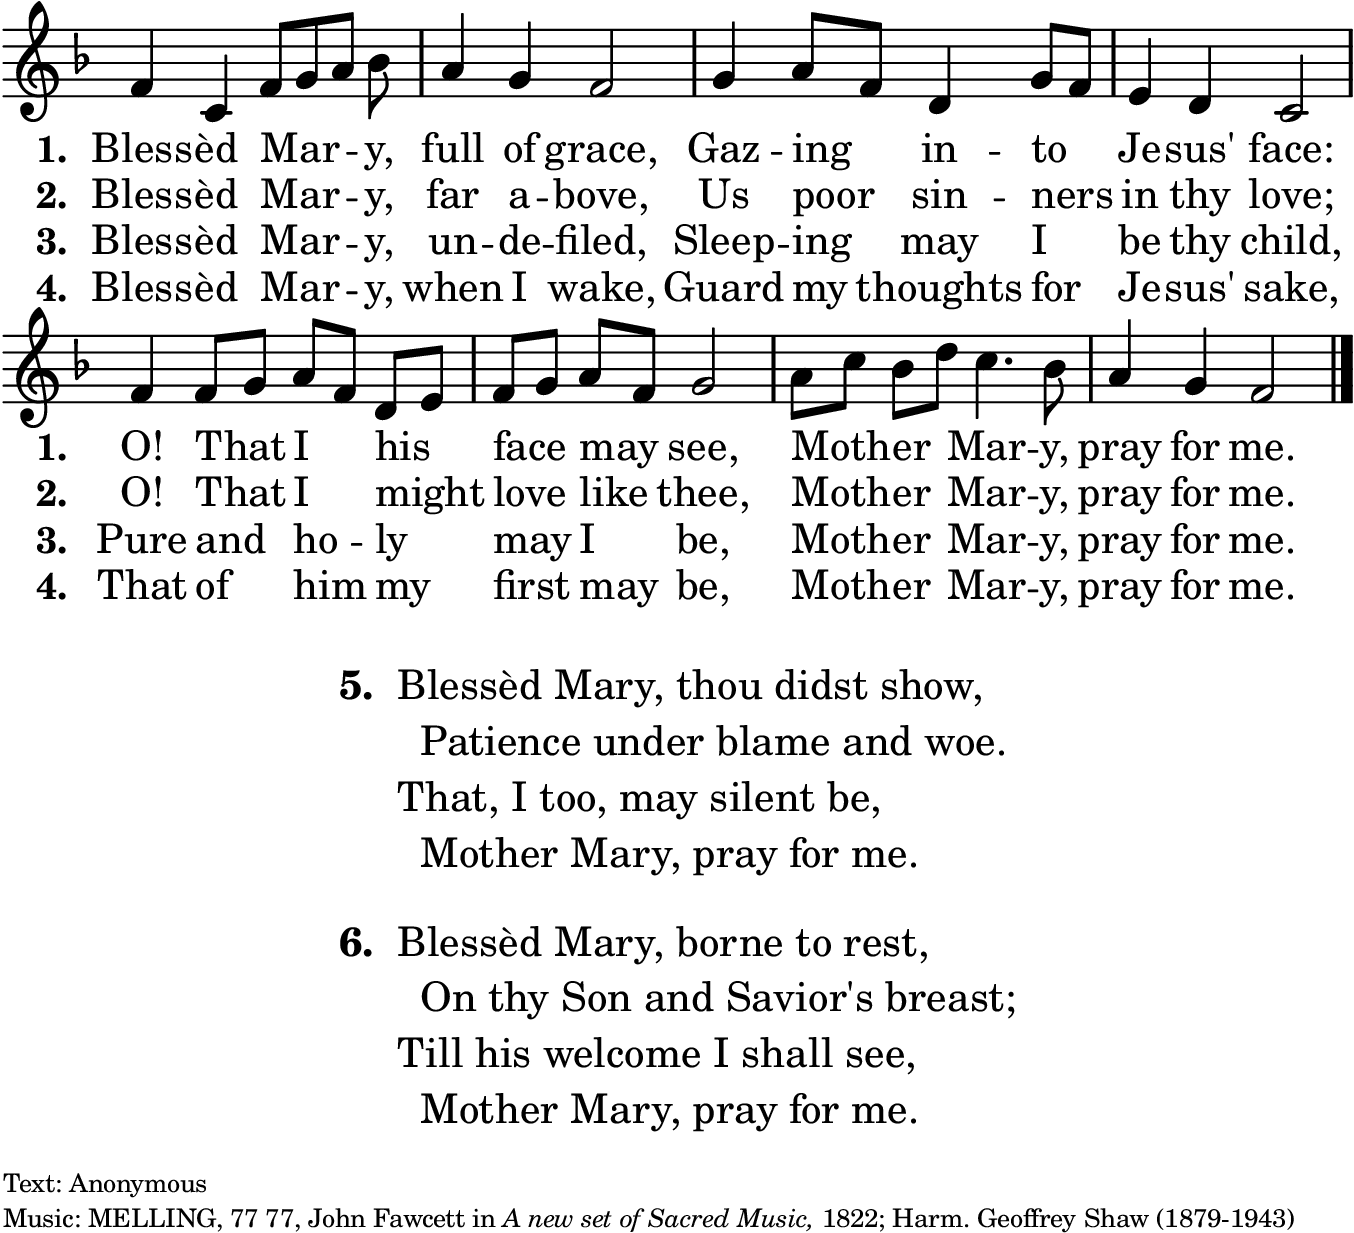 1. Blessèd Mar - y, full of grace, Gaz - ing in - to Je-sus' face:
2. Blessèd Mar - y, far a - bove, Us poor sin - ners in thy love;
3. Blessèd Mar - y, un - de - filed, Sleep - ing may I be thy child,
4. Blessèd Mar - y, when I wake, Guard my thoughts for Je-sus' sake,
1. O! That I his face may see, Mother Mar-y, pray for me.
2. O! That I might love like thee, Mother Mar-y, pray for me.
3. Pure and ho - ly may I be, Mother Mar-y, pray for me.
4. That of him my first may be, Mother Mar-y, pray for me.
5. Blessèd Mary, thou didst show,
Patience under blame and woe.
That, I too, may silent be,
Mother Mary, pray for me.
6. Blessèd Mary, borne to rest,
On thy Son and Savior's breast;
Till his welcome I shall see,
Mother Mary, pray for me.
Text: Anonymous
Music: MELLING, 77 77, John Fawcett in A new set of Sacred Music, 1822; Harm. Geoffrey Shaw (1879-1943)